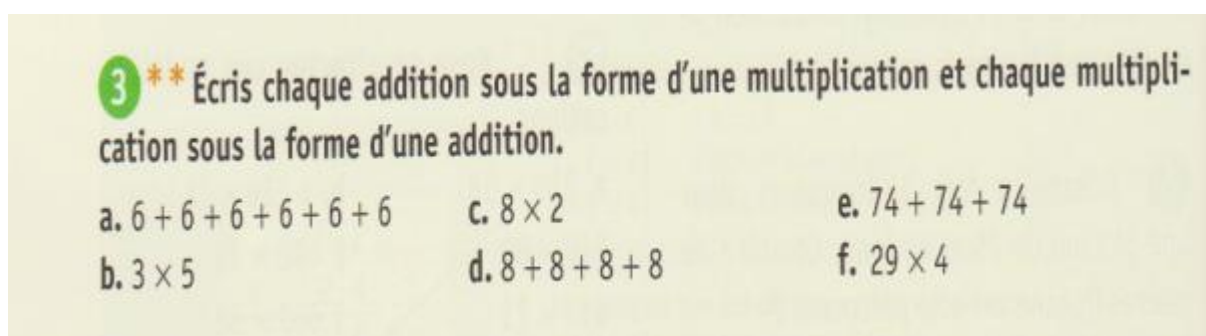 3 ** Écris chaque addition sous la forme d'une multiplication et chaque multipli-
cation sous la forme d'une addition.
a. 6 + 6 + 6 + 6 + 6 + 6 c. 8 × 2 e. 74 + 74 + 74
b. 3 × 5 d. 8 + 8 + 8 + 8 f. 29 × 4